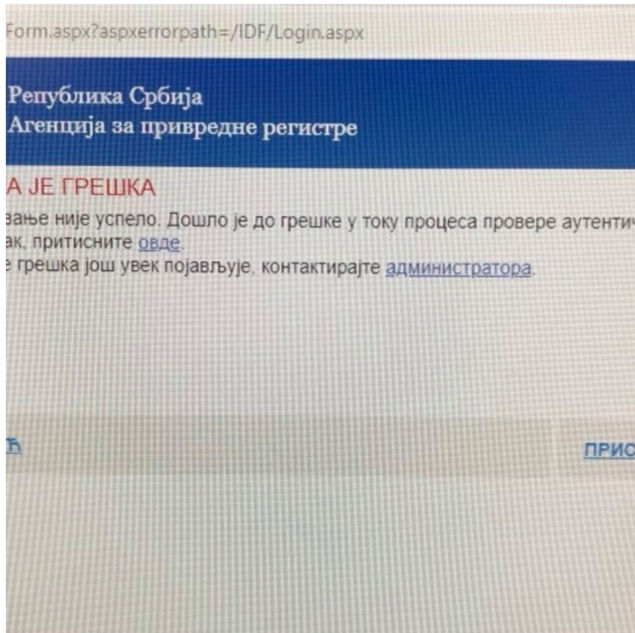 Form.aspx?aspxerrorpath=/IDF/Login.aspx
Република Србија
Агенција за привредне регистре
А ЈЕ ГРЕШКА
вање није успело. Дошло је до грешке у току процеса провере аутентич
ак, притисните овде.
е грешка још увек појављује, контактирајте администратора.
Ћ
ПРИС